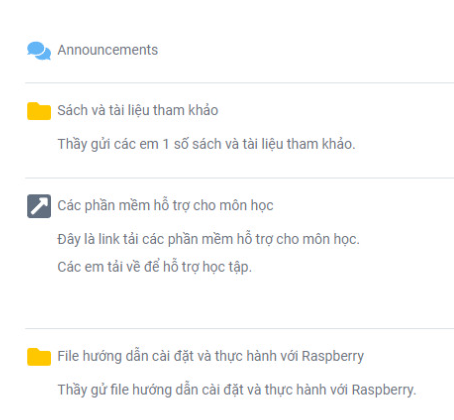 Announcements
Sách và tài liệu tham khảo
Thầy gửi các em 1 số sách và tài liệu tham khảo.
Các phần mềm hỗ trợ cho môn học
Đây là link tải các phần mềm hỗ trợ cho môn học.
Các em tải về để hỗ trợ học tập.
File hướng dẫn cài đặt và thực hành với Raspberry
Thầy gử file hướng dẫn cài đặt và thực hành với Raspberry.